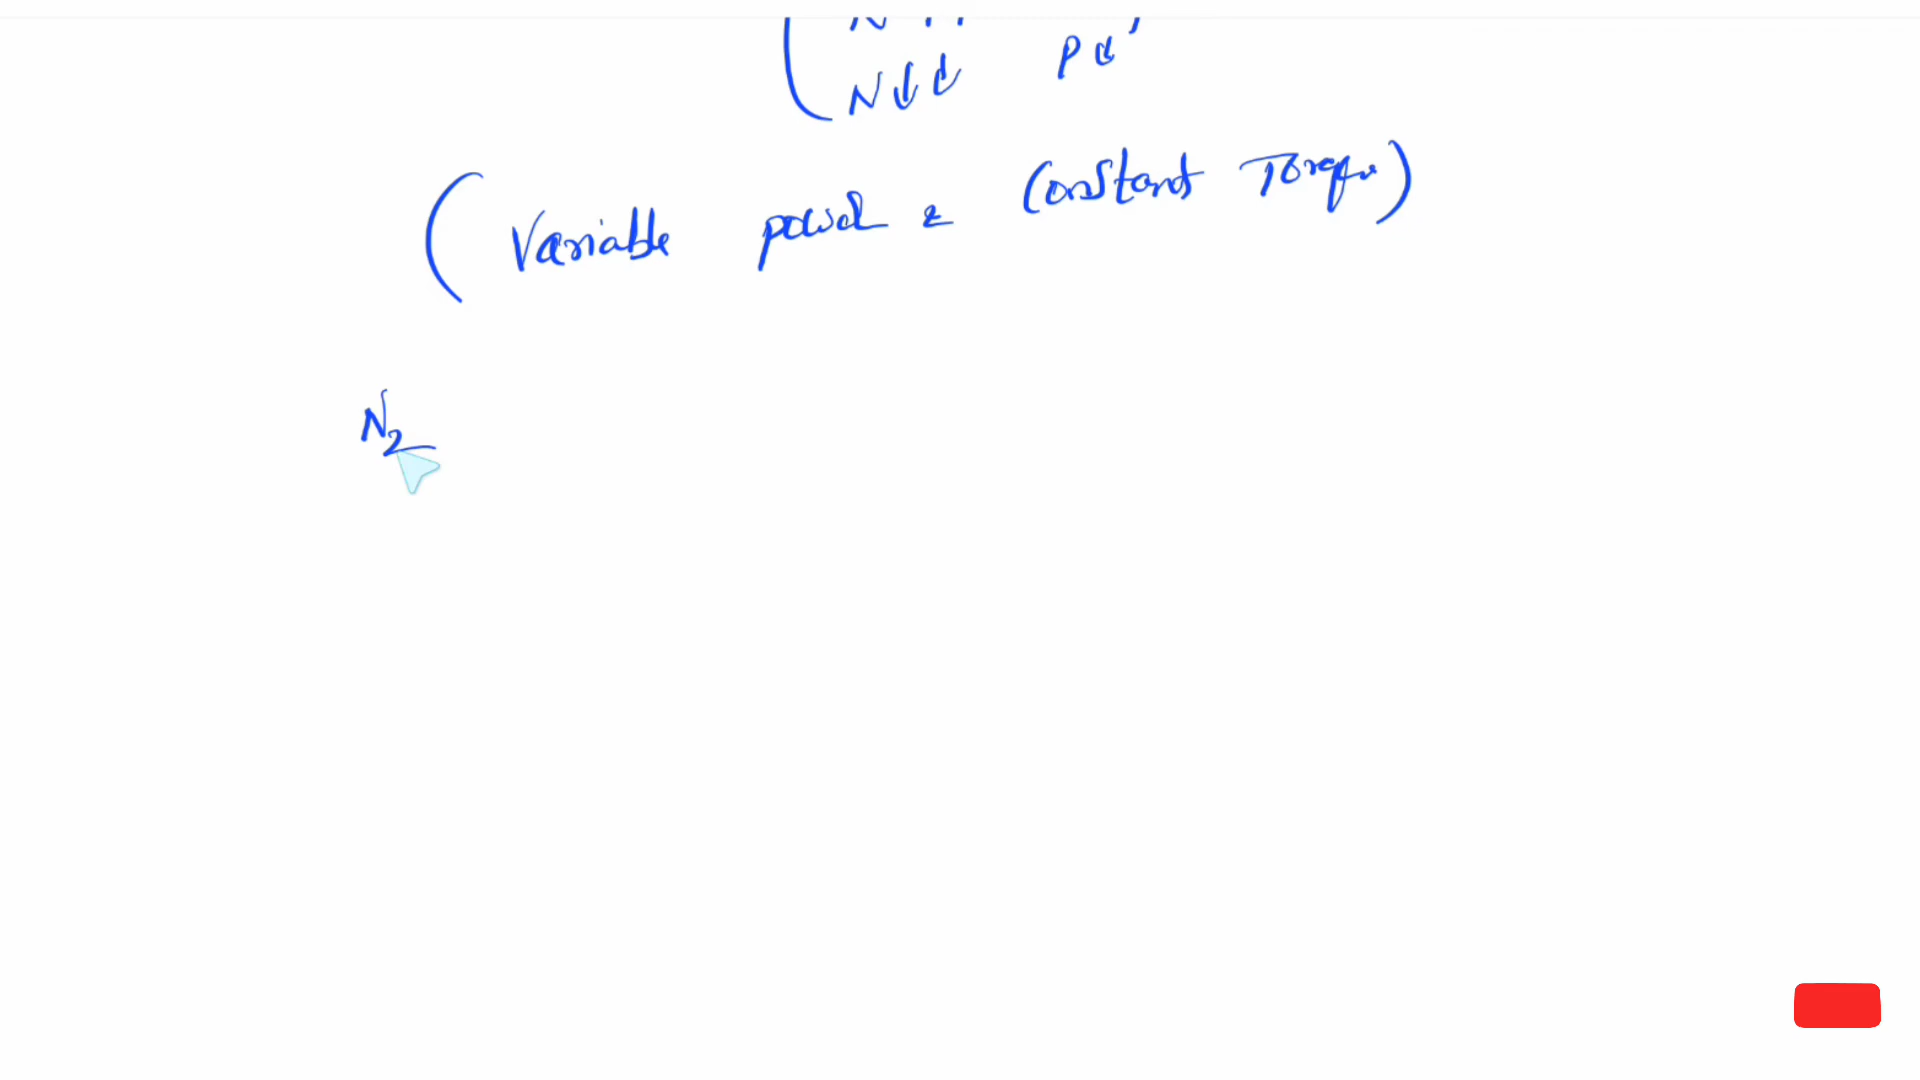 N↓↓ P↓,
(Variable power & Constant Torque)
N2